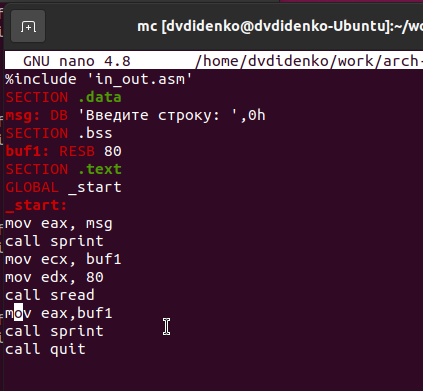 mc [dvdidenko@dvdidenko-Ubuntu]:~/wo
GNU nano 4.8 /home/dvdidenko/work/arch-
%include 'in_out.asm'
SECTION .data
msg: DB 'Введите строку: ',0h
SECTION .bss
buf1: RESB 80
SECTION .text
GLOBAL _start
_start:
mov eax, msg
call sprint
mov ecx, buf1
mov edx, 80
call sread
mov eax,buf1
call sprint
call quit